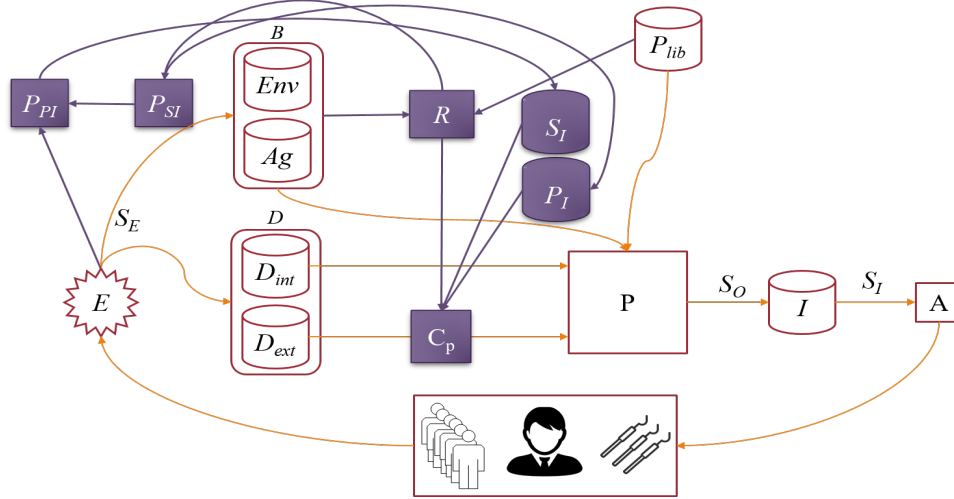 B
P_lib
Env
P_PI
P_SI
R
S_I
Ag
P_I
S_E
D
D_int
P
S_O
S_I
E
I
A
D_ext
C_p